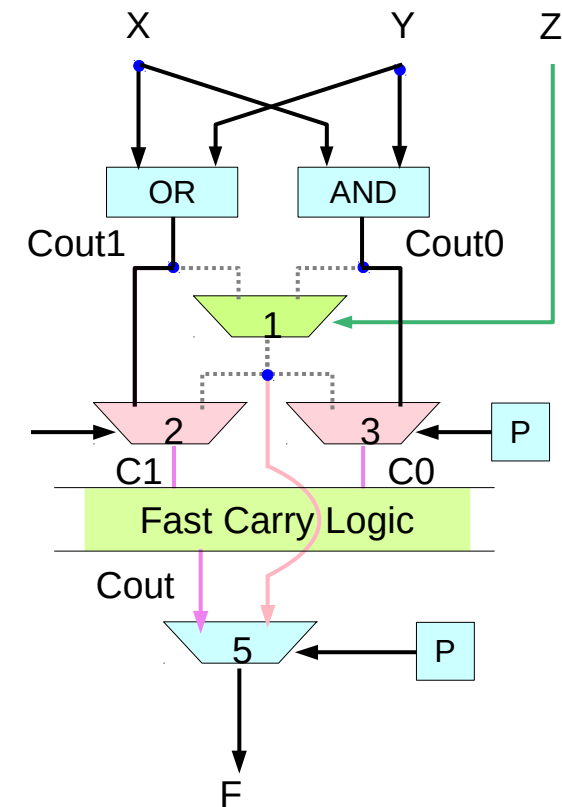 X Y Z
OR AND
Cout1 Cout0
1
2 3 P
C1 C0
Fast Carry Logic
Cout
5 P
F